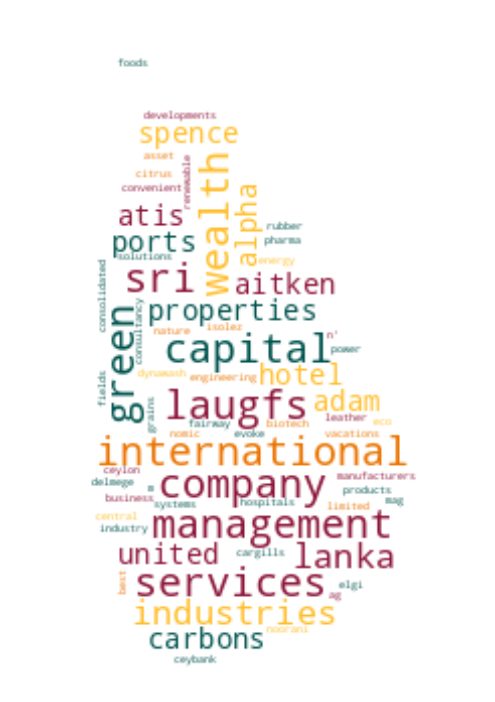 foods
developments
spence
asset
wealth
citrus
renewable
convenient
alpha
atis
rubber
ports
pharma
solutions
energy
consolidated
sri
aitken
green
consultancy
properties
nature
isolez
n'
capital
power
dynawash
engineering
hotel
fields
grains
laugfs
adam
leather
eco
fairway
biotech
nomic
evoke
vacations
international
ceylon
company
manufacturers
delmege
m
products
business
systems
hospitals
limited
mag
central
management
industry
united
cargills
lanka
best
services
elgi
ag
industries
noorani
carbons
ceybank